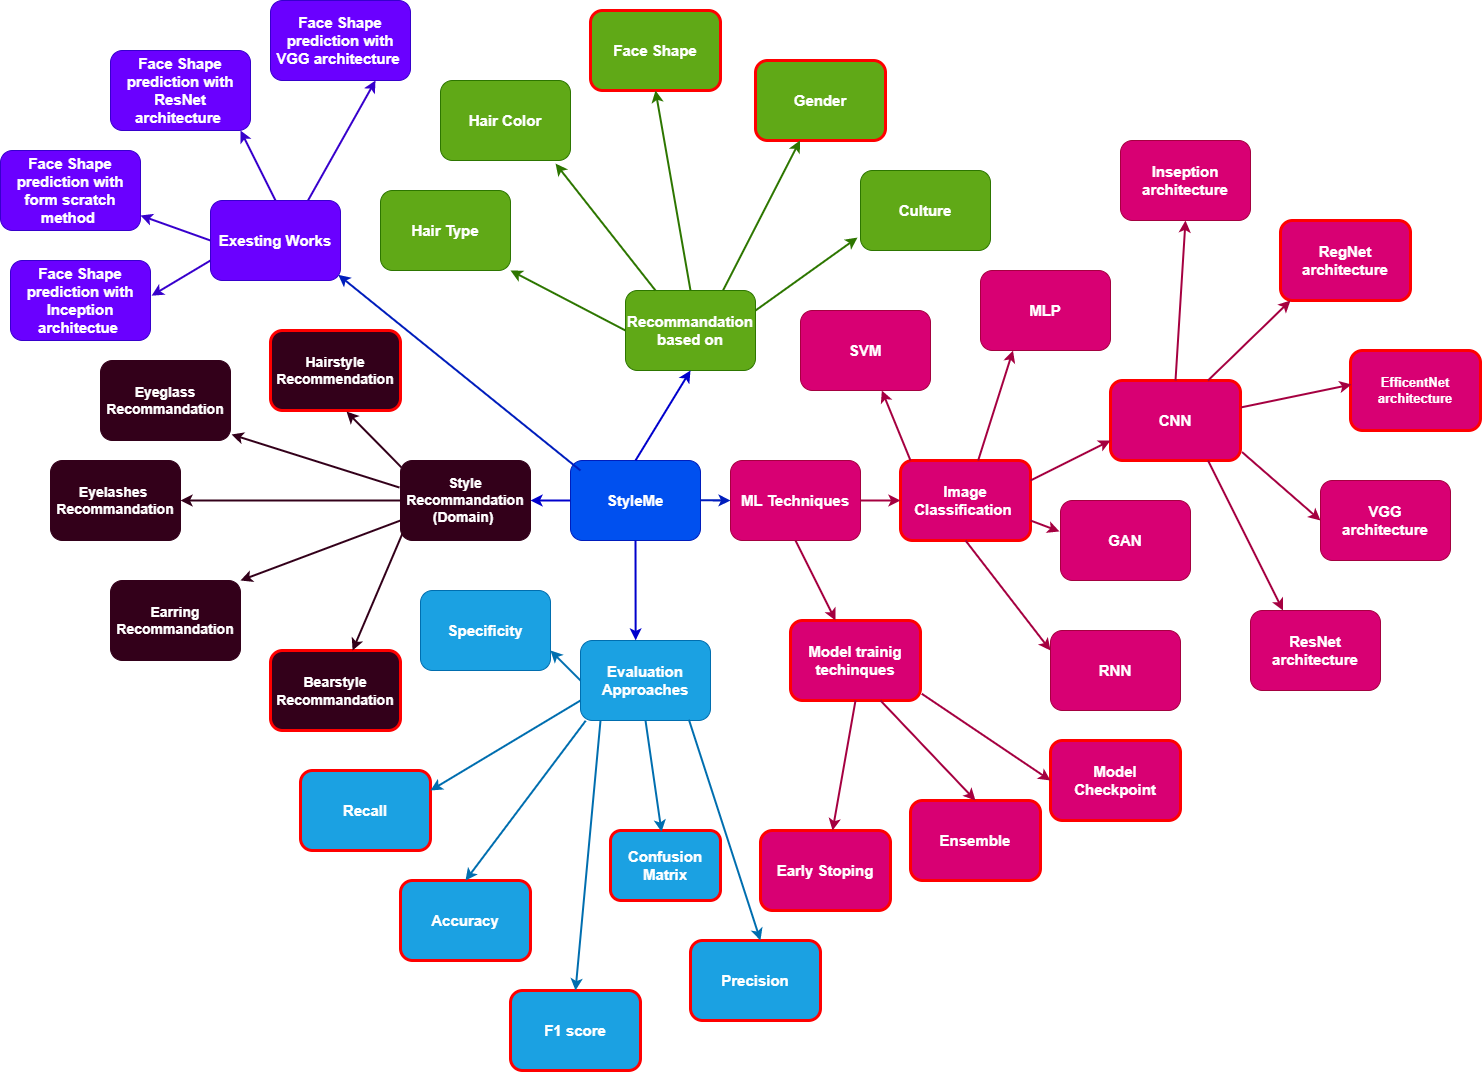 Face Shape
prediction with
VGG architecture
Face Shape
prediction with
ResNet
architecture
Face Shape
prediction with
form scratch
method
Face Shape
prediction with
Inception
architectue
Exesting Works
Hair Color
Face Shape
Gender
Hair Type
Culture
Recommandation
based on
Hairstyle
Recommendation
Eyeglass
Recommandation
Eyelashes
Recommandation
Earring
Recommandation
Bearstyle
Recommandation
Style
Recommandation
(Domain)
StyleMe
ML Techniques
Image
Classification
SVM
MLP
GAN
RNN
CNN
Inseption
architecture
RegNet
architecture
EfficentNet
architecture
VGG
architecture
ResNet
architecture
Model trainig
techinques
Model
Checkpoint
Ensemble
Early Stoping
Evaluation
Approaches
Specificity
Recall
Accuracy
F1 score
Confusion
Matrix
Precision